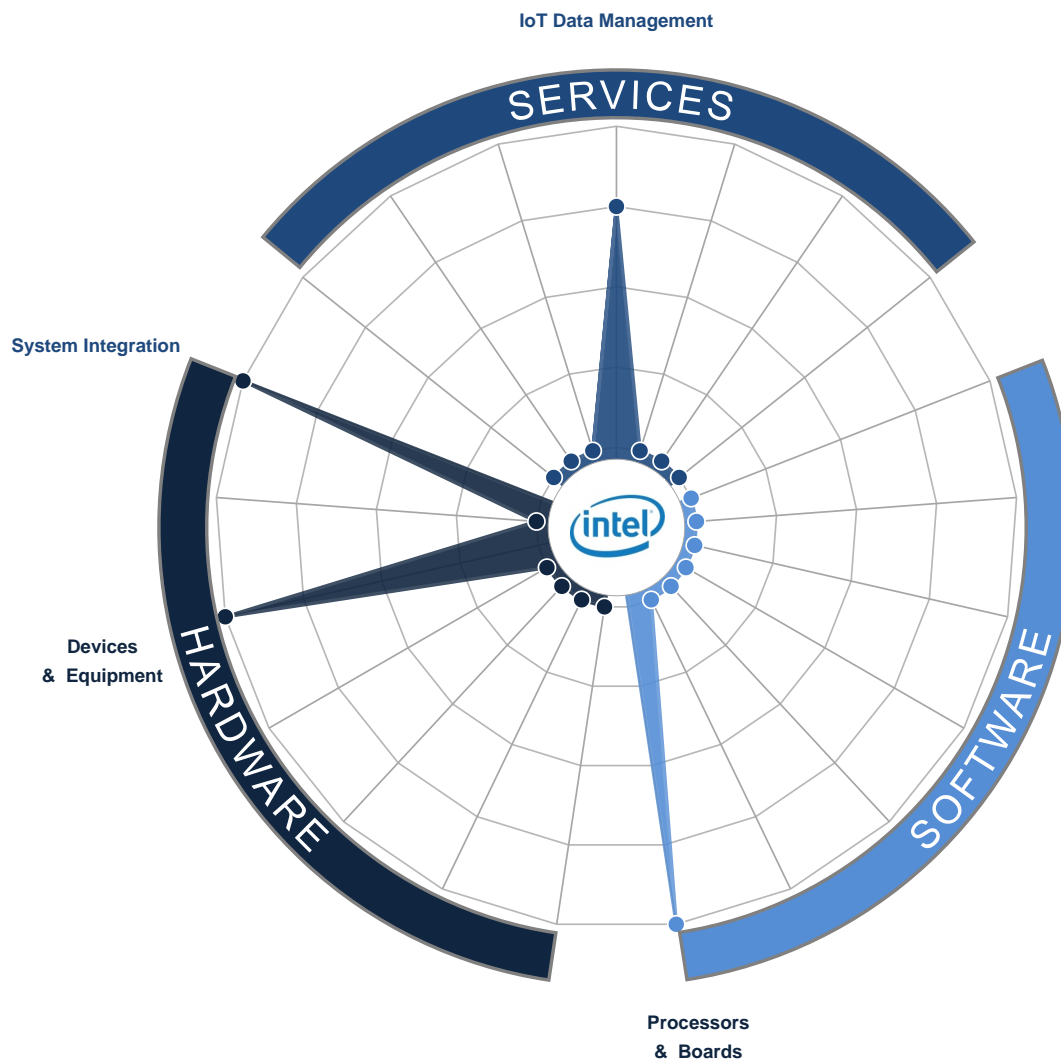 IoT Data Management
SERVICES
System Integration
intel
Devices
& Equipment
HARDWARE
SOFTWARE
Processors
& Boards